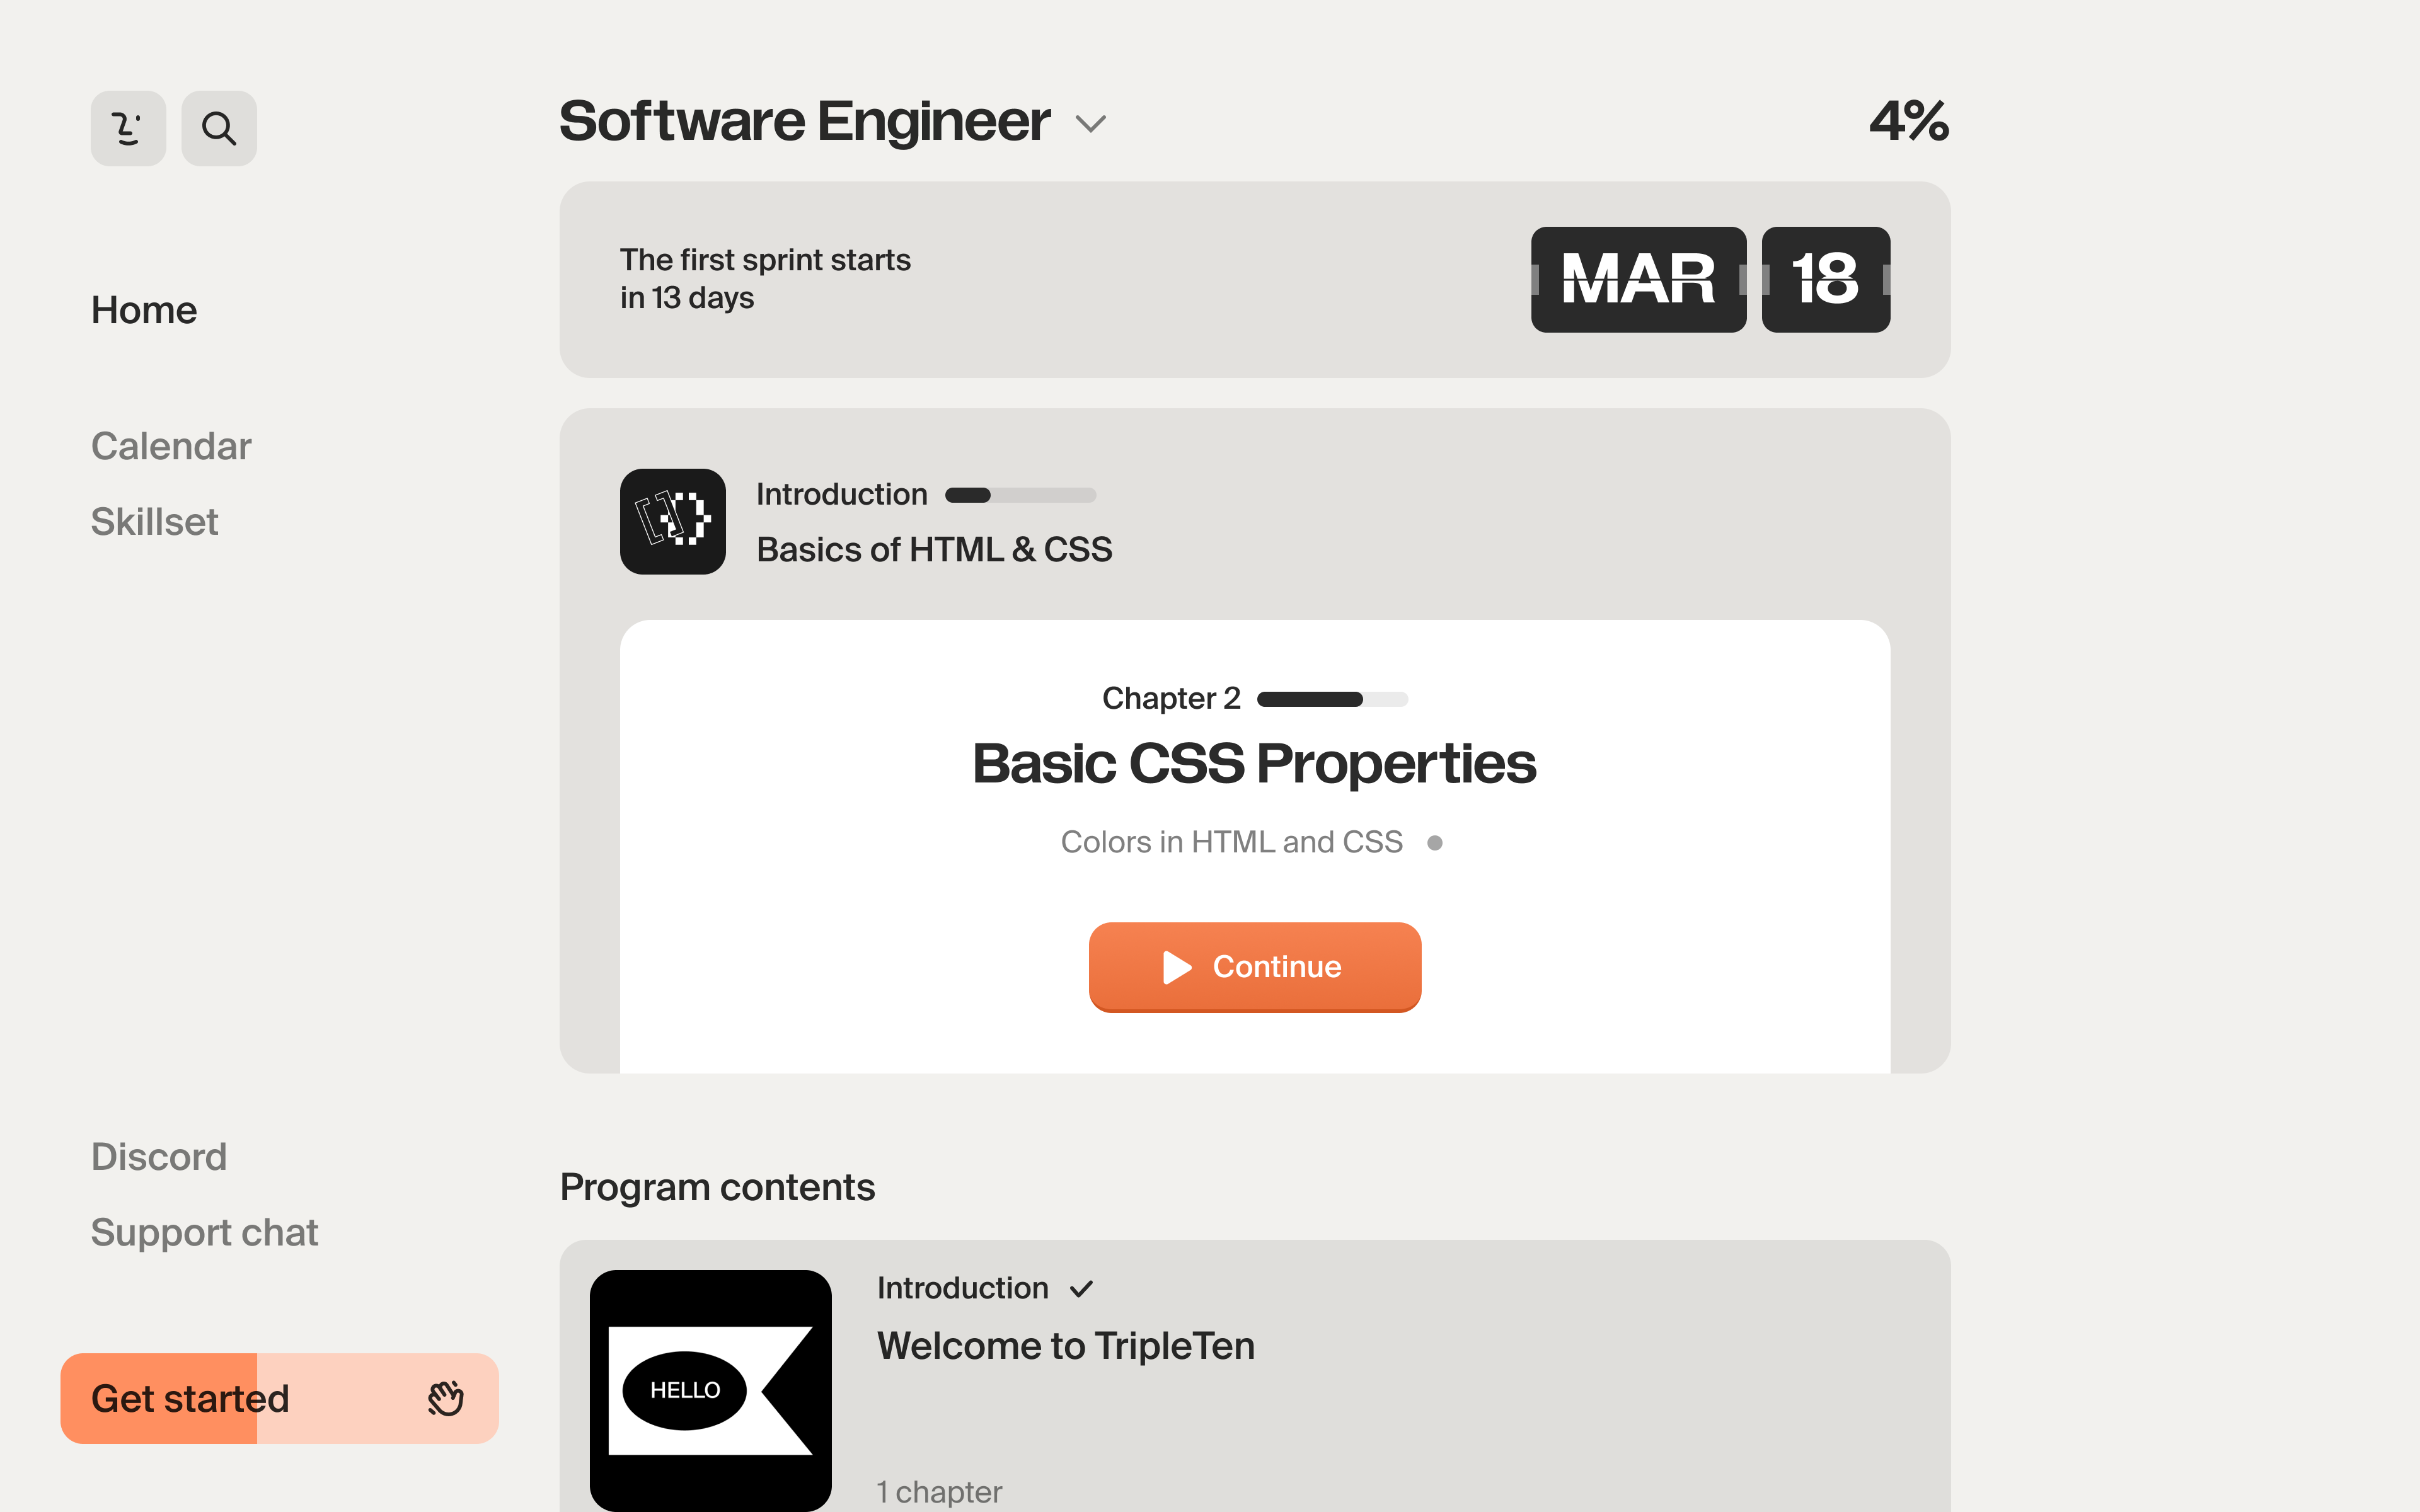 Software Engineer
4%
Home
Calendar
Skillset
Discord
Support chat
Get started
The first sprint starts
in 13 days
MAR 18
Introduction
Basics of HTML & CSS
Chapter 2
Basic CSS Properties
Colors in HTML and CSS
Continue
Program contents
HELLO
Introduction
Welcome to TripleTen
1 chapter